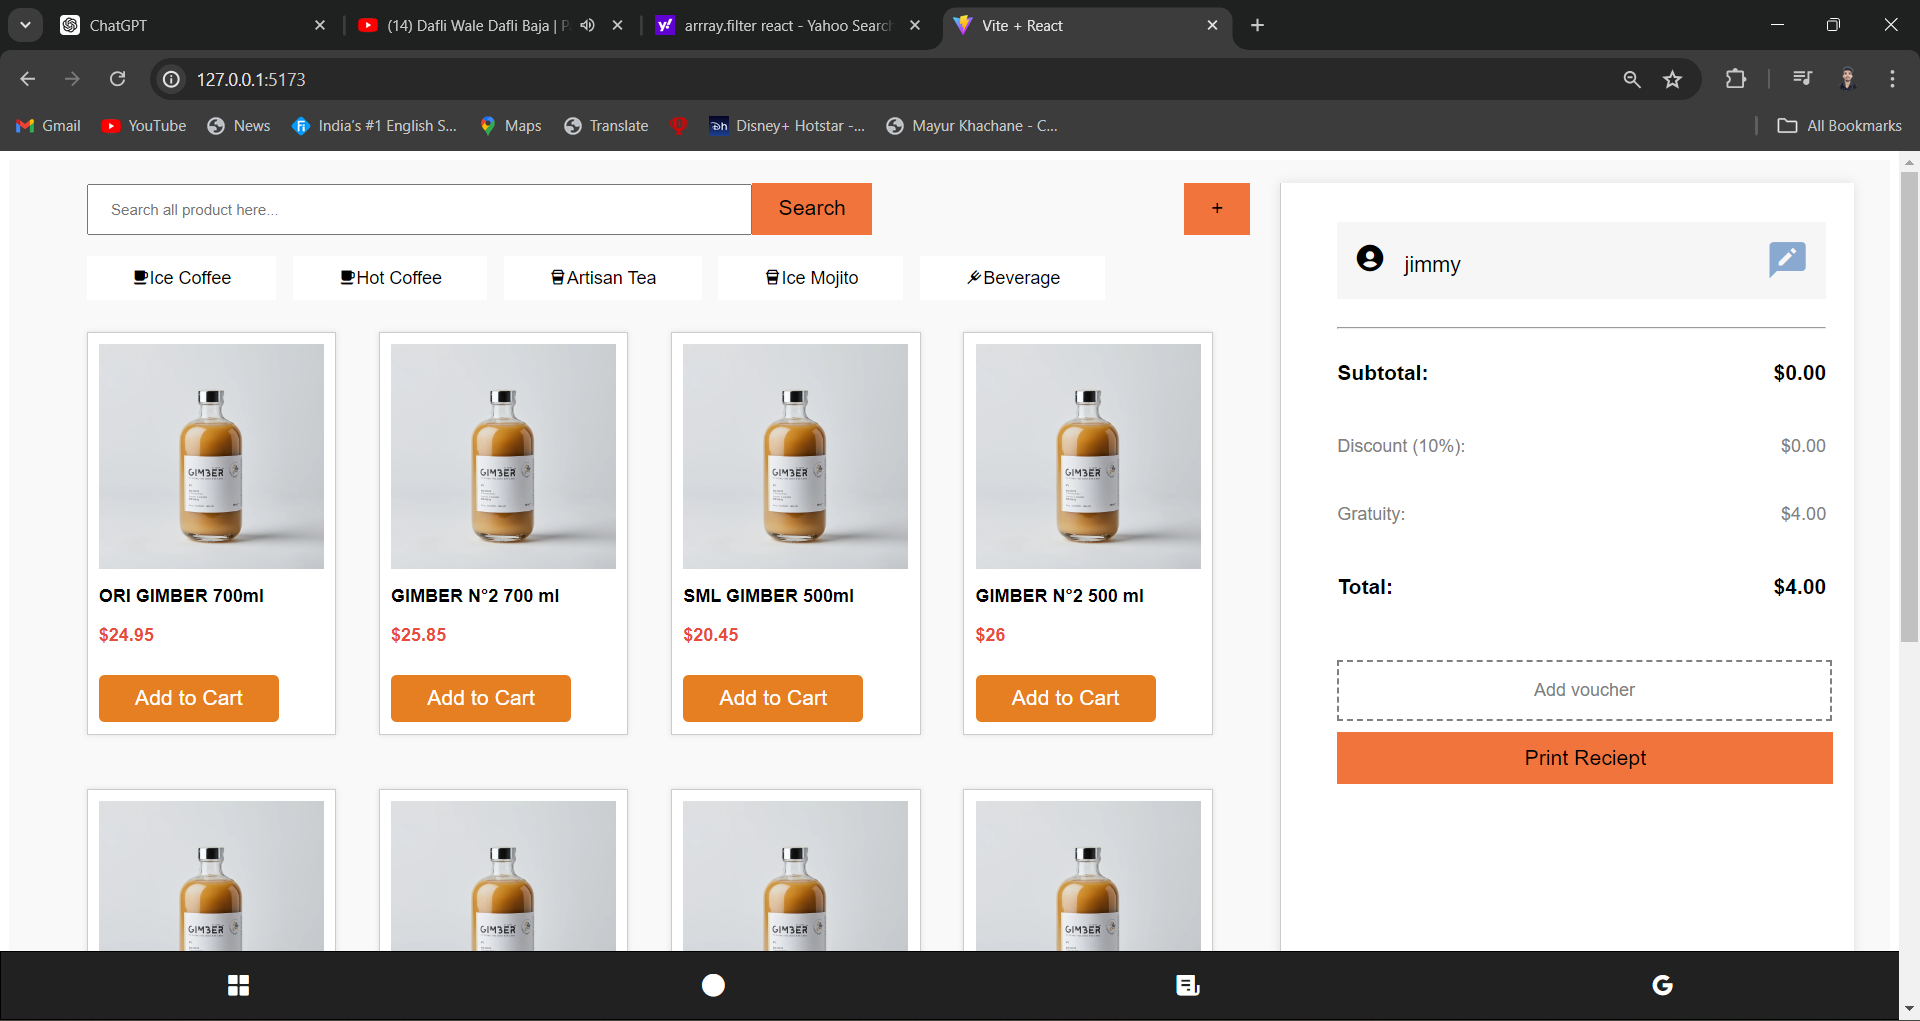 ChatGPT
(14) Dafli Wale Dafli Baja | P
arrray.filter react - Yahoo Searc
Vite + React
127.0.0.1:5173
Gmail
YouTube
News
India's #1 English S...
Maps
Translate
Disney+ Hotstar -...
Mayur Khachane - C...
All Bookmarks
Search all product here...
Search
+
Ice Coffee
Hot Coffee
Artisan Tea
Ice Mojito
Beverage
GIMBER
GIMBER
GIMBER
GIMBER
ORI GIMBER 700ml
GIMBER N°2 700 ml
SML GIMBER 500ml
GIMBER N°2 500 ml
$24.95
$25.85
$20.45
$26
Add to Cart
Add to Cart
Add to Cart
Add to Cart
GIMBER
GIMBER
GIMBER
GIMBER
jimmy
Subtotal: $0.00
Discount (10%): $0.00
Gratuity: $4.00
Total: $4.00
Add voucher
Print Reciept